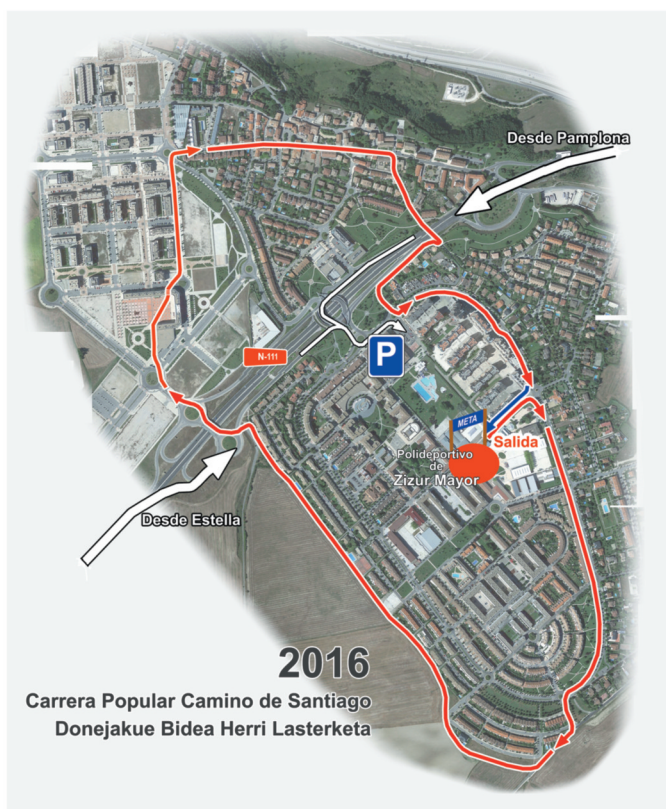 Desde Pamplona
N-111
P
META
Salida
Polideportivo
de
Zizur Mayor
Desde Estella
2016
Carrera Popular Camino de Santiago
Donejakue Bidea Herri Lasterketa